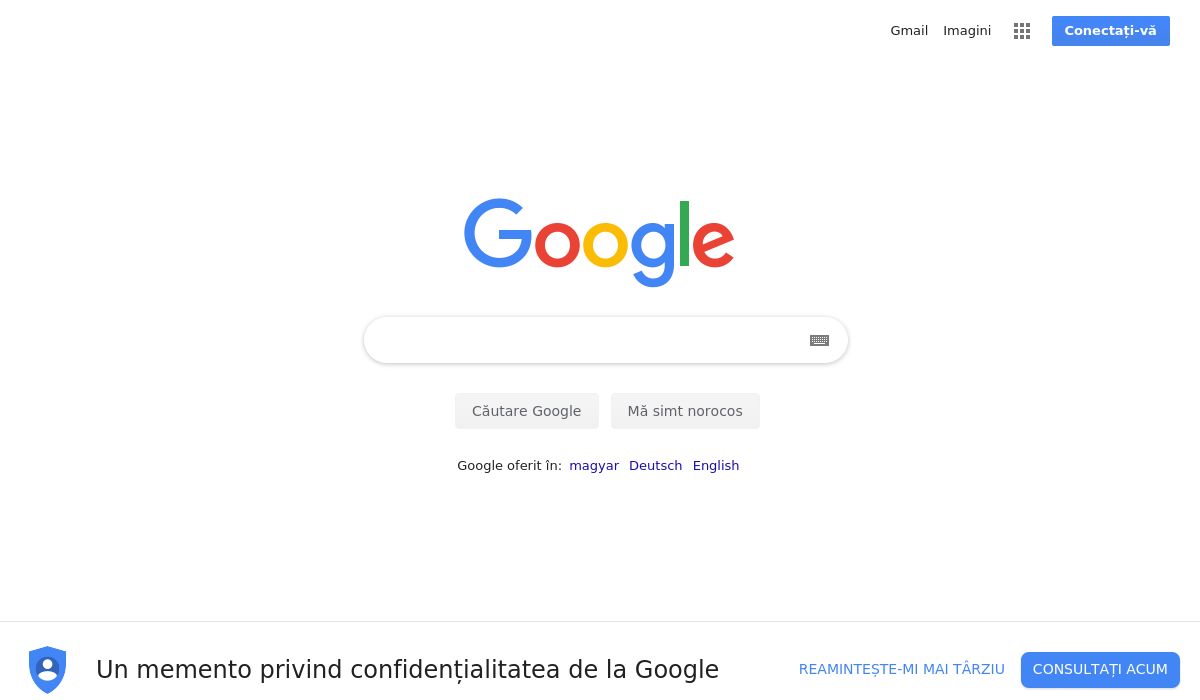 Gmail Imagini Conectați-vă
Google
Căutare Google Mă simt norocos
Google oferit în: magyar Deutsch English
Un memento privind confidențialitatea de la Google REAMINTEȘTE-MI MAI TÂRZIU CONSULTAȚI ACUM